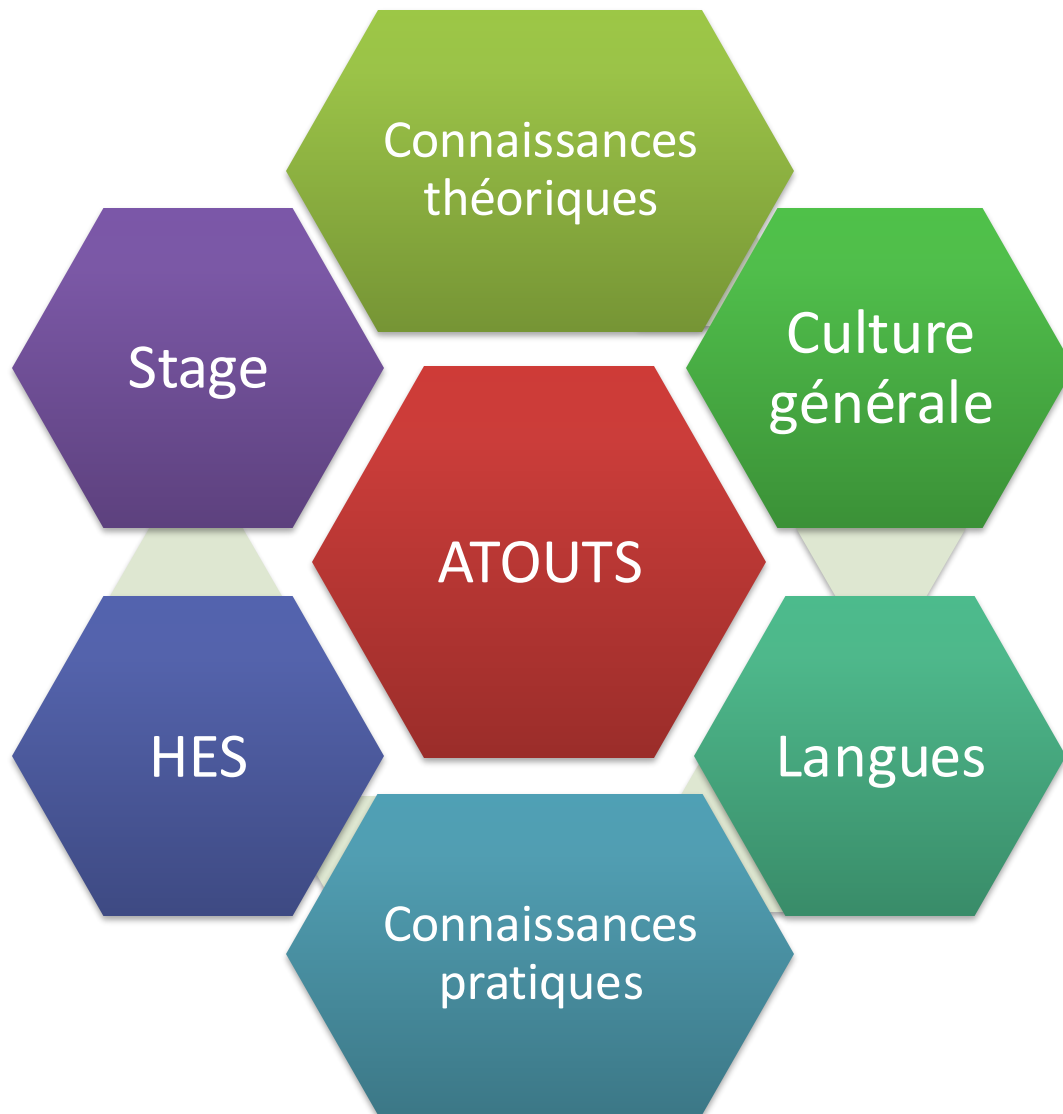 Connaissances
théoriques
Culture
générale
Stage
ATOUTS
HES
Langues
Connaissances
pratiques